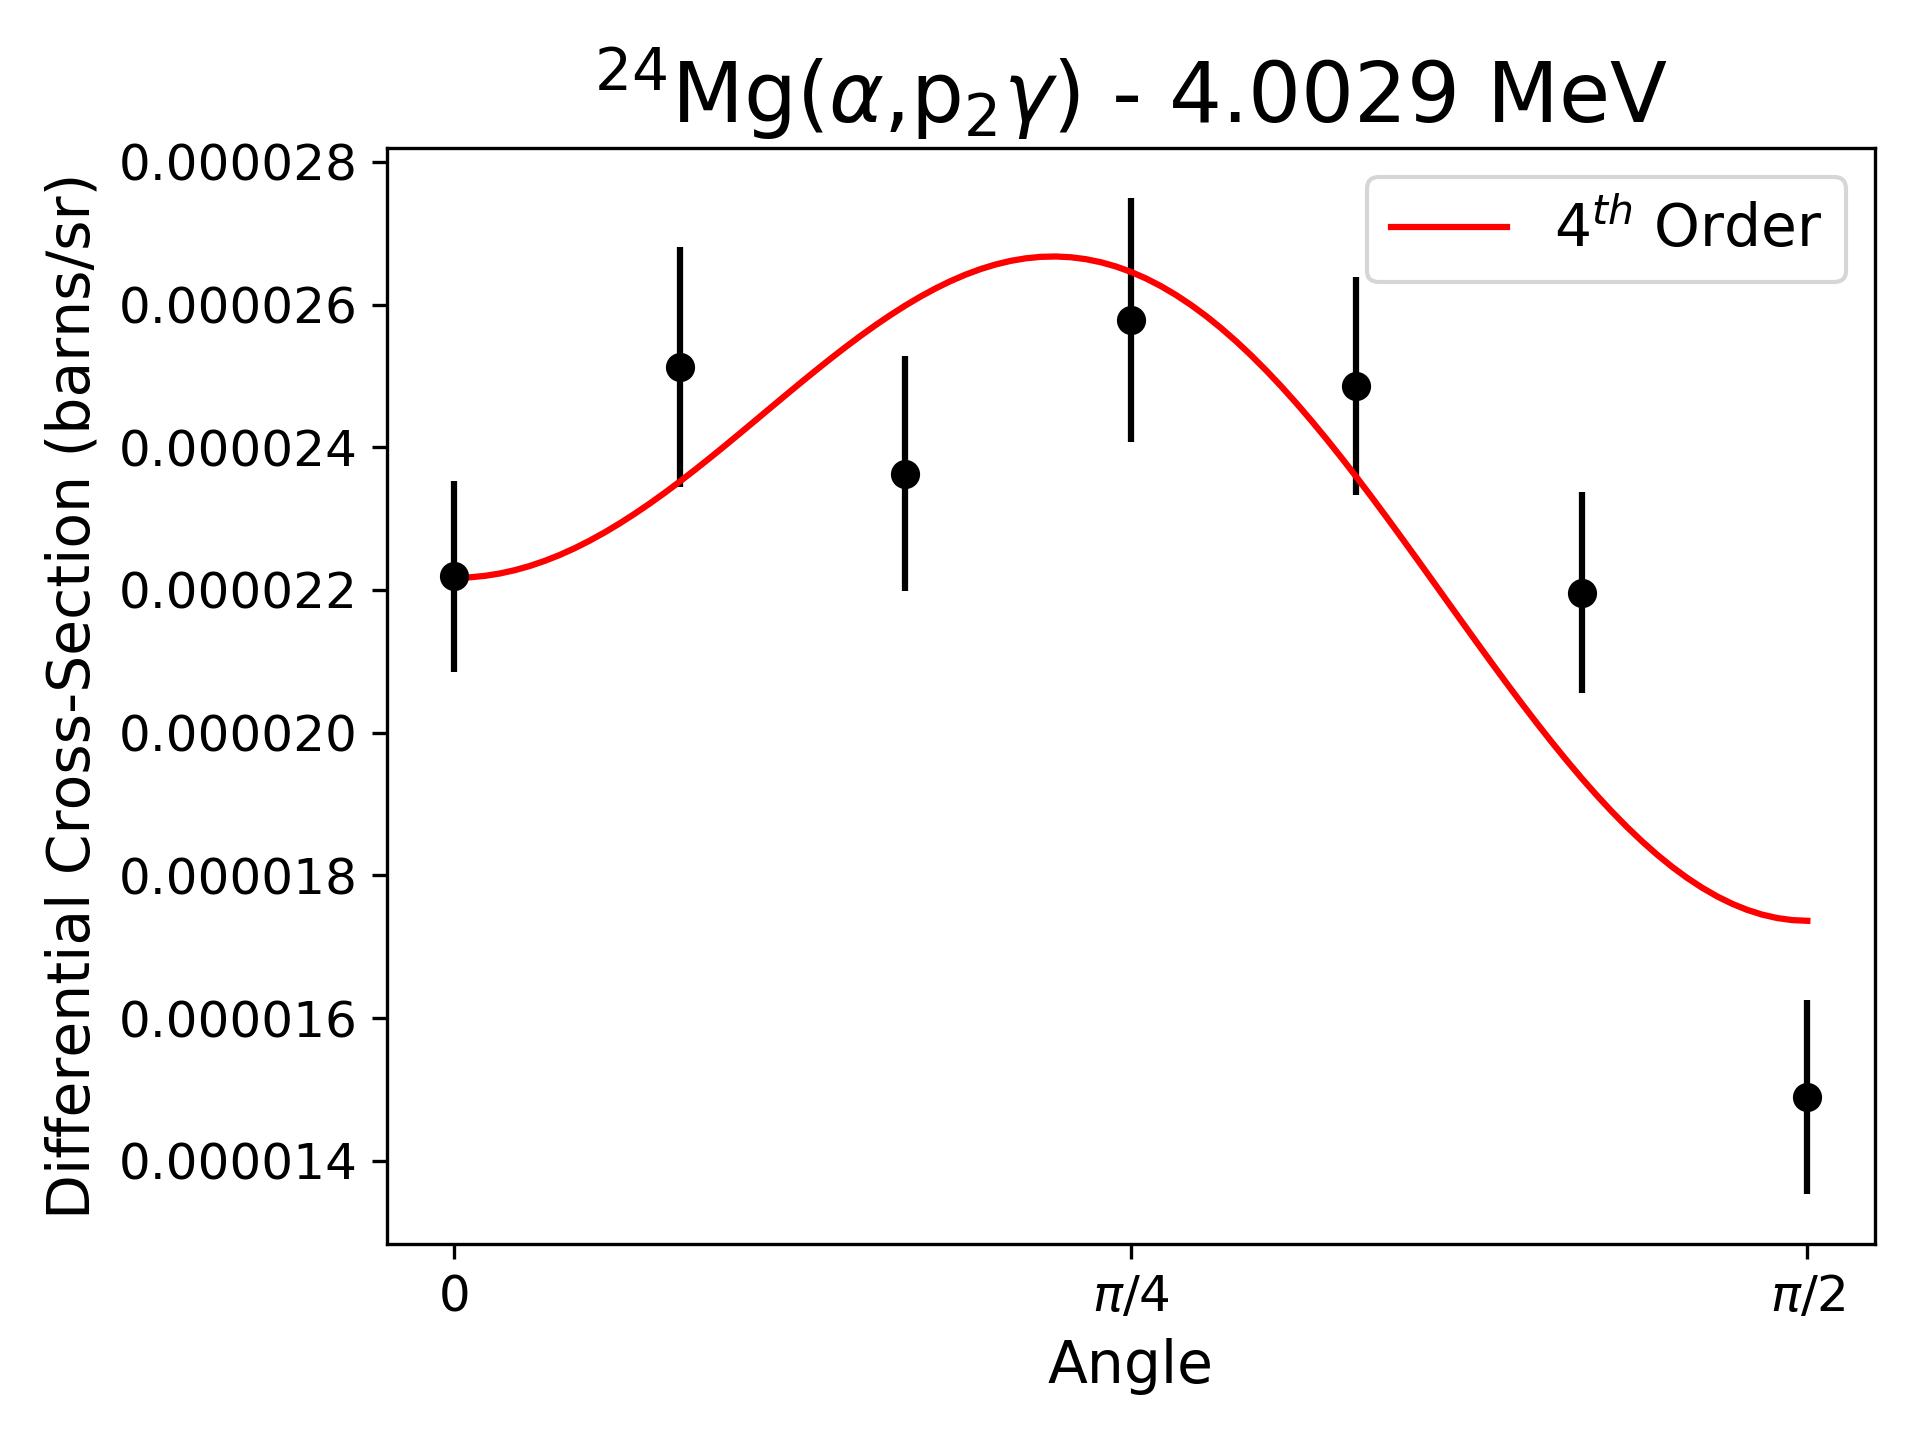 ²⁴Mg(α,p₂γ) - 4.0029 MeV
4ᵗʰ Order
Differential Cross-Section (barns/sr)
0.000028
0.000026
0.000024
0.000022
0.000020
0.000018
0.000016
0.000014
0
π/4
π/2
Angle